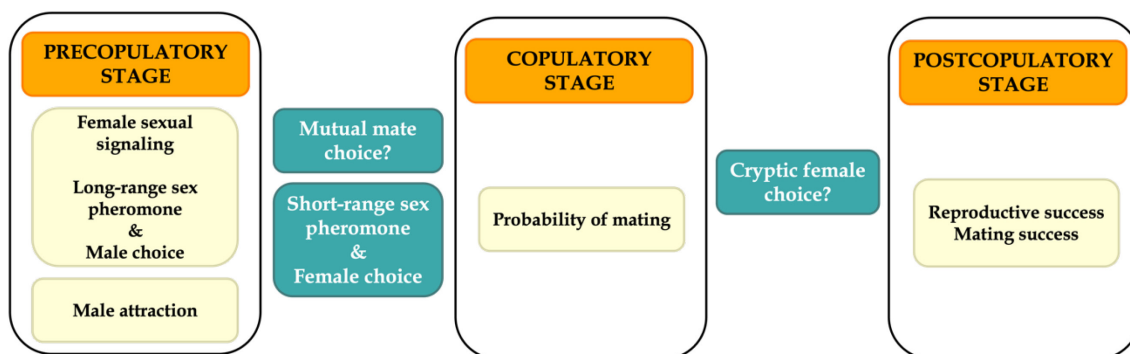 PRECOPULATORY
STAGE
Female sexual
signaling
Long-range sex
pheromone
&
Male choice
Male attraction
Mutual mate
choice?
Short-range sex
pheromone
&
Female choice
COPULATORY
STAGE
Probability of mating
Cryptic female
choice?
POSTCOPULATORY
STAGE
Reproductive success
Mating success